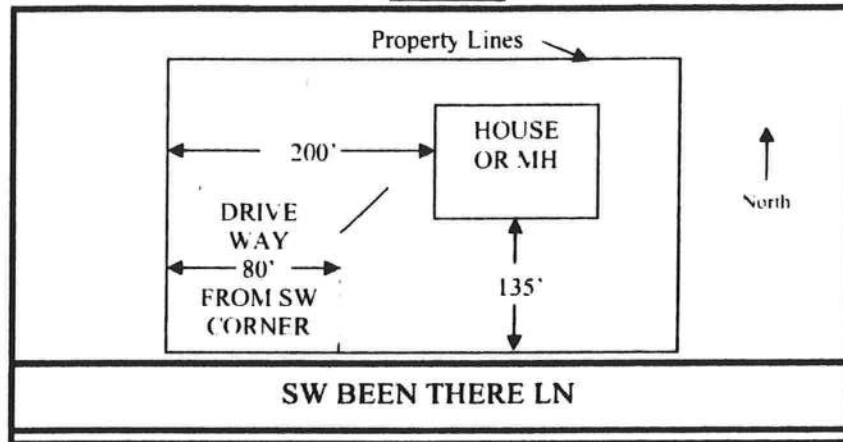 Property Lines
HOUSE
OR MH
200'
North
DRIVE
WAY
80'
135'
FROM SW
CORNER
SW BEEN THERE LN